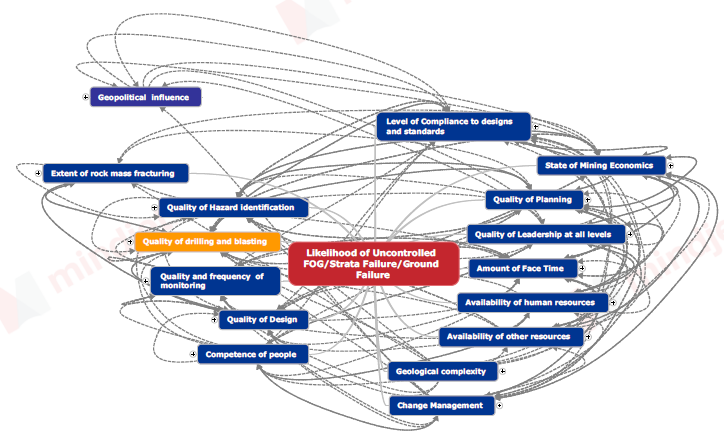 Geopolitical influence
Level of Compliance to designs
and standards
Extent of rock mass fracturing
State of Mining Economics
Quality of Hazard identification
Quality of Planning
Quality of drilling and blasting
Quality of Leadership at all levels
Likelihood of Uncontrolled
FOG/Strata Failure/Ground
Failure
Amount of Face Time
Quality and frequency of
monitoring
Availability of human resources
Quality of Design
Availability of other resources
Competence of people
Geological complexity
Change Management